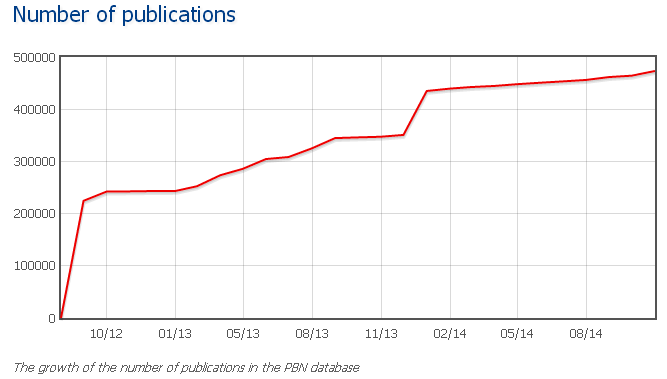 Number of publications
500000
400000
300000
200000
100000
0
10/12 01/13 05/13 08/13 11/13 02/14 05/14 08/14
The growth of the number of publications in the PBN database